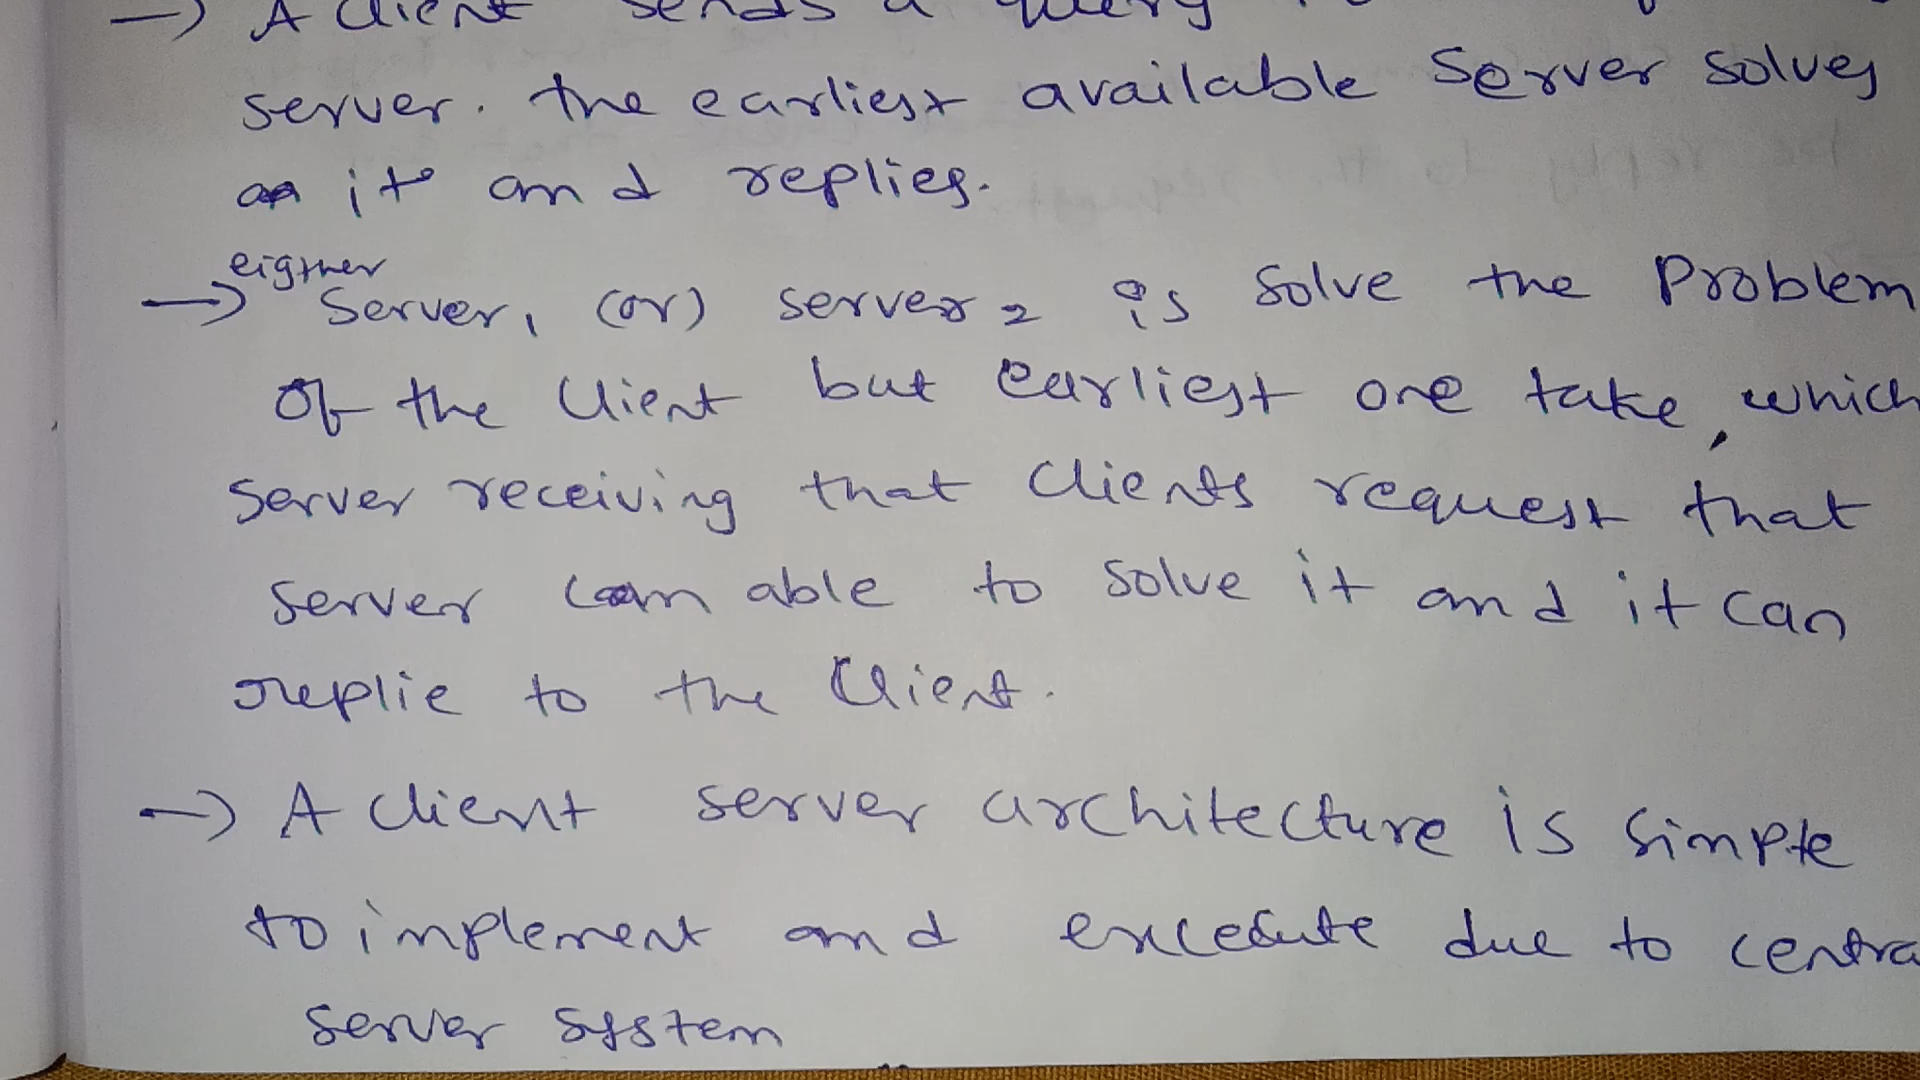 → A client sends a query
server. the earliest available Server solves
it and replies.
eigther
→ Server1 (or) server2 is solve the Problem
Of the Client but earliest one take, which
server receiving that Clients request that
server can able to solve it and it can
replie to the Client.
→ A client server architecture is simple
to implement and excecute due to centra
server system